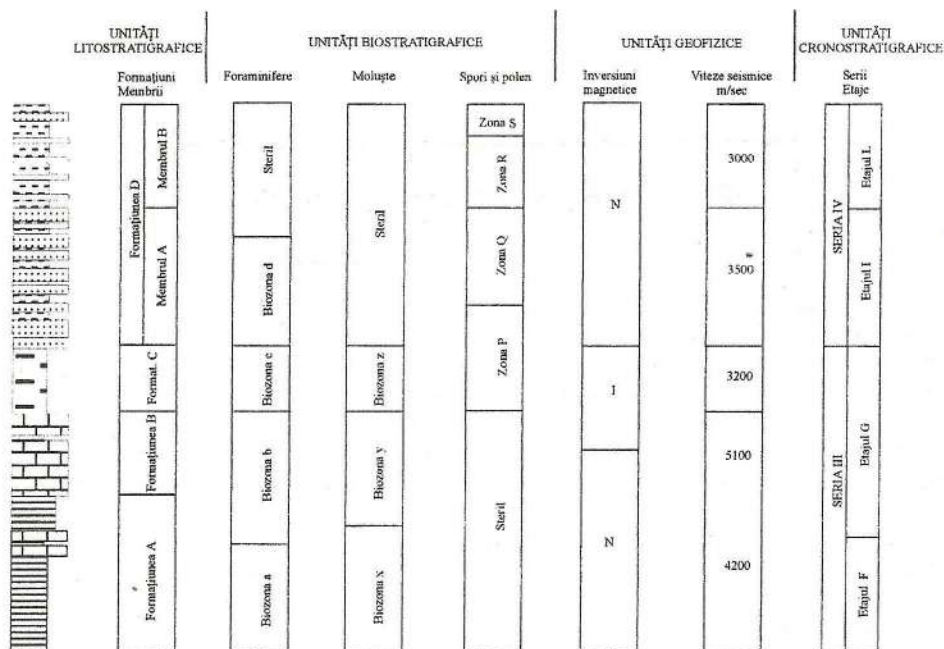 UNITĂȚI
LITOSTRATIGRAFICE
UNITĂȚI BIOSTRATIGRAFICE
UNITĂȚI GEOFIZICE
UNITĂȚI
CRONOSTRATIGRAFICE
Formațiuni
Membrii
Foraminifere
Moluște
Spori și polen
Inversiuni
magnetice
Viteze seismice
m/sec
Serii
Etaje
Formațiunea D
Membrul B
Membrul A
Format. C
Formațiunea B
Formațiunea A
Steril
Biozona d
Biozona c
Biozona b
Biozona a
Steril
Biozona z
Biozona y
Biozona x
Zona S
Zona R
Zona Q
Zona P
Steril
N
I
N
3000
3500
3200
5100
4200
SERIA IV
SERIA III
Etajul L
Etajul I
Etajul G
Etajul F